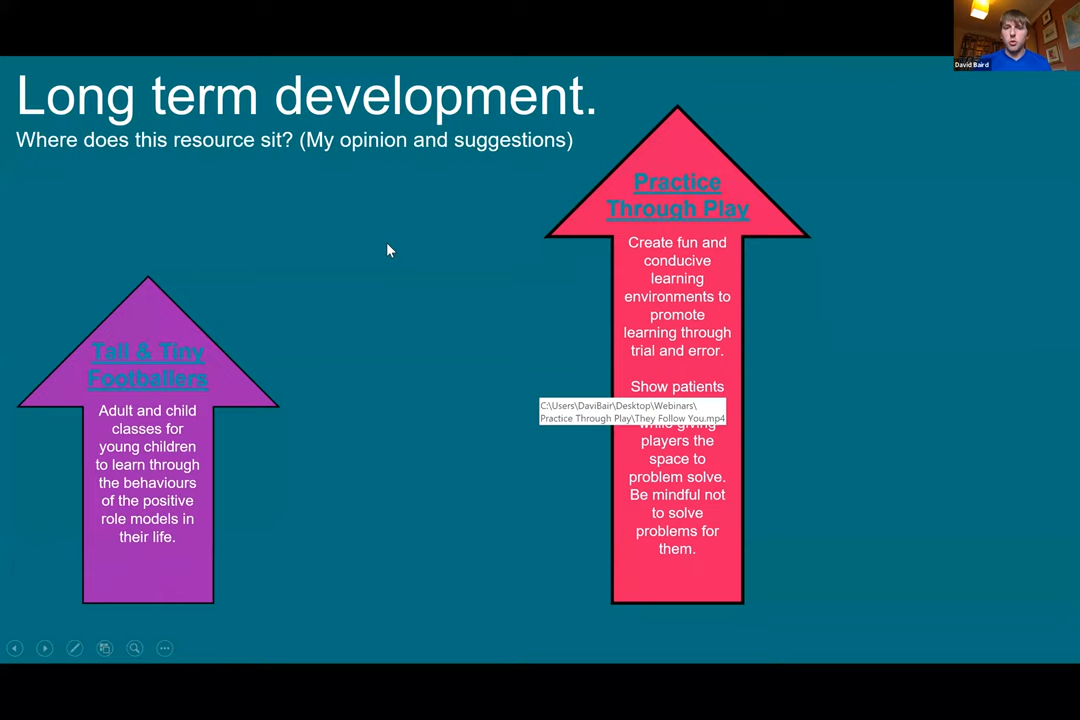 David Baird
Long term development.
Where does this resource sit? (My opinion and suggestions)
Tall & Tiny
Footballers
Adult and child
classes for
young children
to learn through
the behaviours
of the positive
role models in
their life.
Practice
Through Play
Create fun and
conducive
learning
environments to
promote
learning through
trial and error.
Show patients
C:\Users\DaviBair\Desktop\Webinars\
Practice Through Play\They Follow You.mp4
while giving
players the
space to
problem solve.
Be mindful not
to solve
problems for
them.